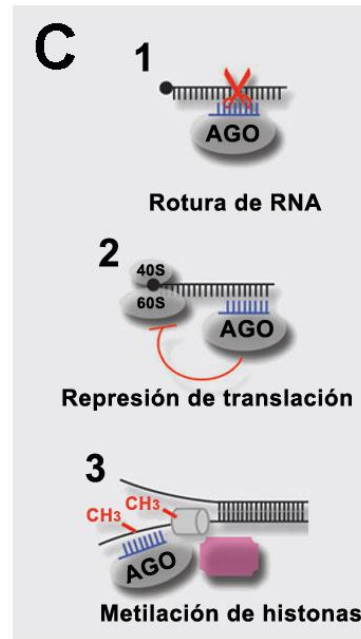 C
1
AGO
Rotura de RNA
2
40S
60S
AGO
Represión de translación
3
CH3
CH3
AGO
Metilación de histonas